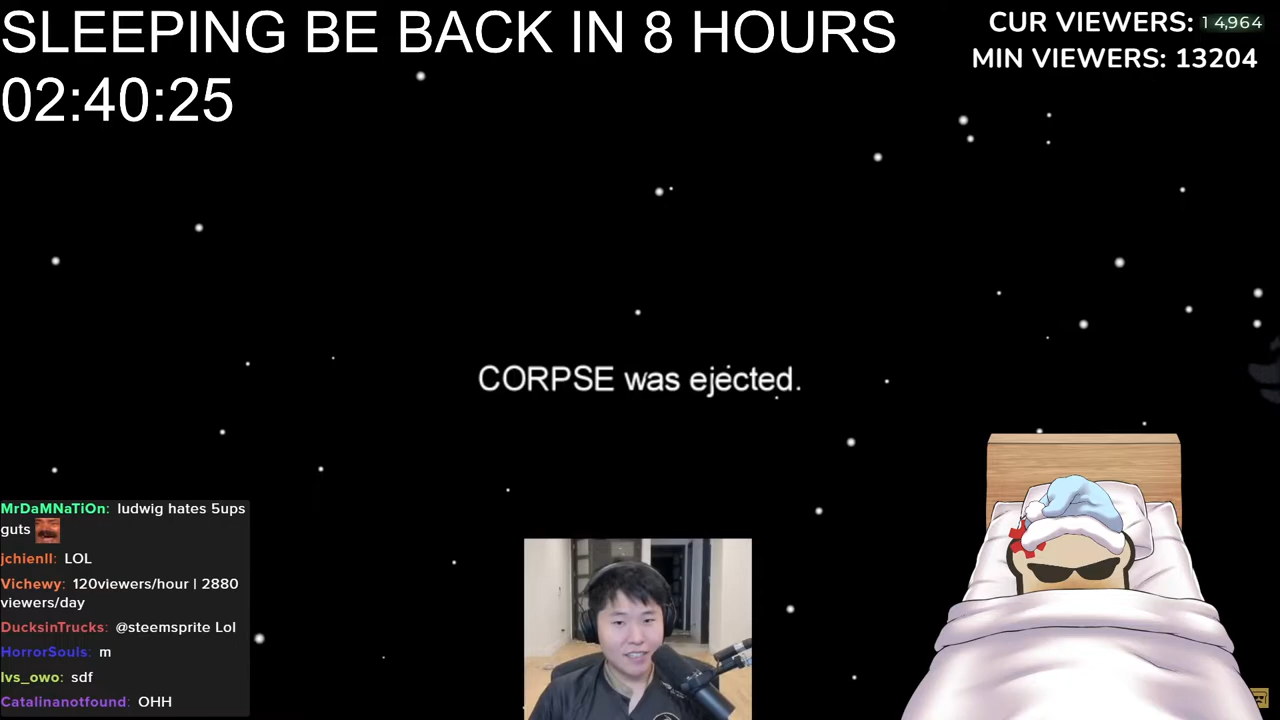 SLEEPING BE BACK IN 8 HOURS
02:40:25
CUR VIEWERS: 14,964
MIN VIEWERS: 13204
CORPSE was ejected.
MrDaMNaTiOn: ludwig hates 5ups
guts
jchienll: LOL
Vichewy: 120viewers/hour | 2880
viewers/day
DucksinTrucks: @steemsprite Lol
HorrorSouls: m
lvs_owo: sdf
Catalinanotfound: OHH